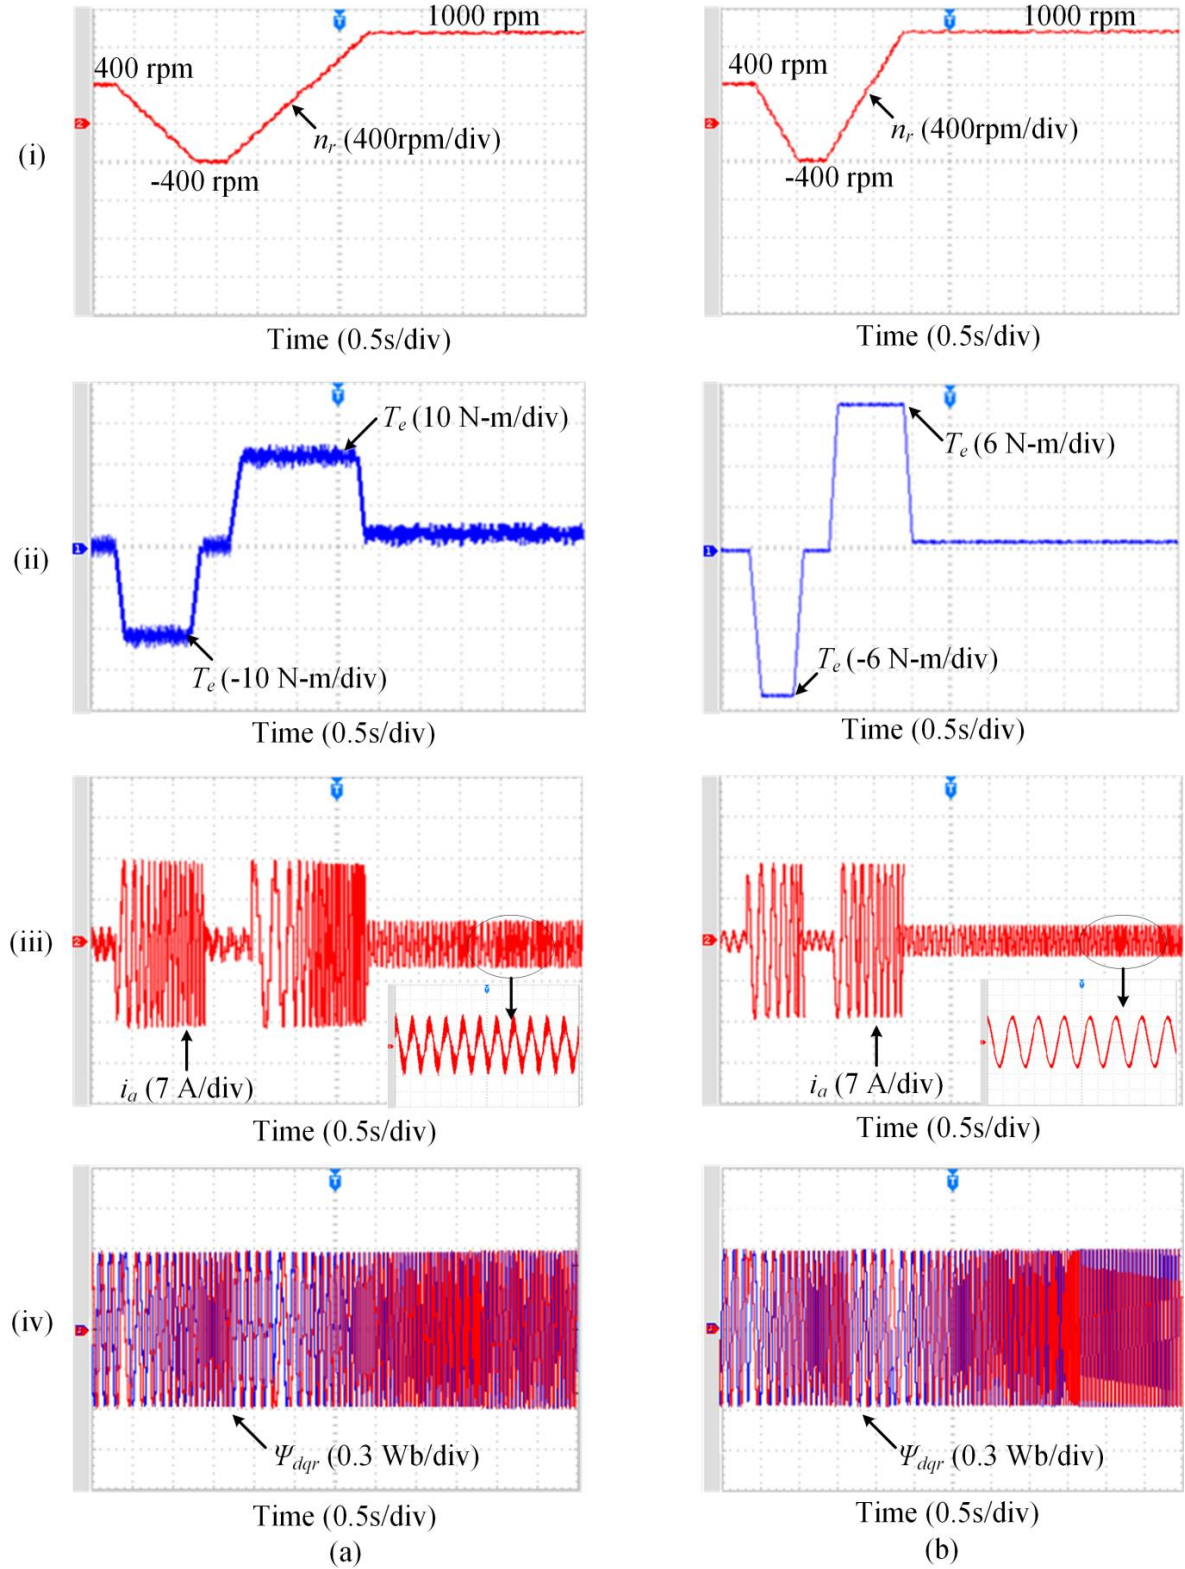 400 rpm
1000 rpm
n_r (400rpm/div)
-400 rpm
Time (0.5s/div)
400 rpm
1000 rpm
n_r (400rpm/div)
-400 rpm
Time (0.5s/div)
(i)
T_e (10 N-m/div)
T_e (-10 N-m/div)
Time (0.5s/div)
T_e (6 N-m/div)
T_e (-6 N-m/div)
Time (0.5s/div)
(ii)
i_a (7 A/div)
Time (0.5s/div)
i_a (7 A/div)
Time (0.5s/div)
(iii)
Ψ_dqr (0.3 Wb/div)
Time (0.5s/div)
Ψ_dqr (0.3 Wb/div)
Time (0.5s/div)
(iv)
(a)
(b)